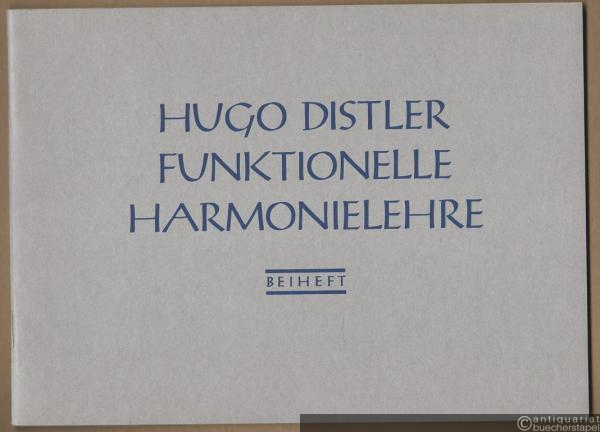 HUGO DISTLER
FUNKTIONELLE
HARMONIELEHRE
BEIHEFT
©antiquariat
buecherstapel